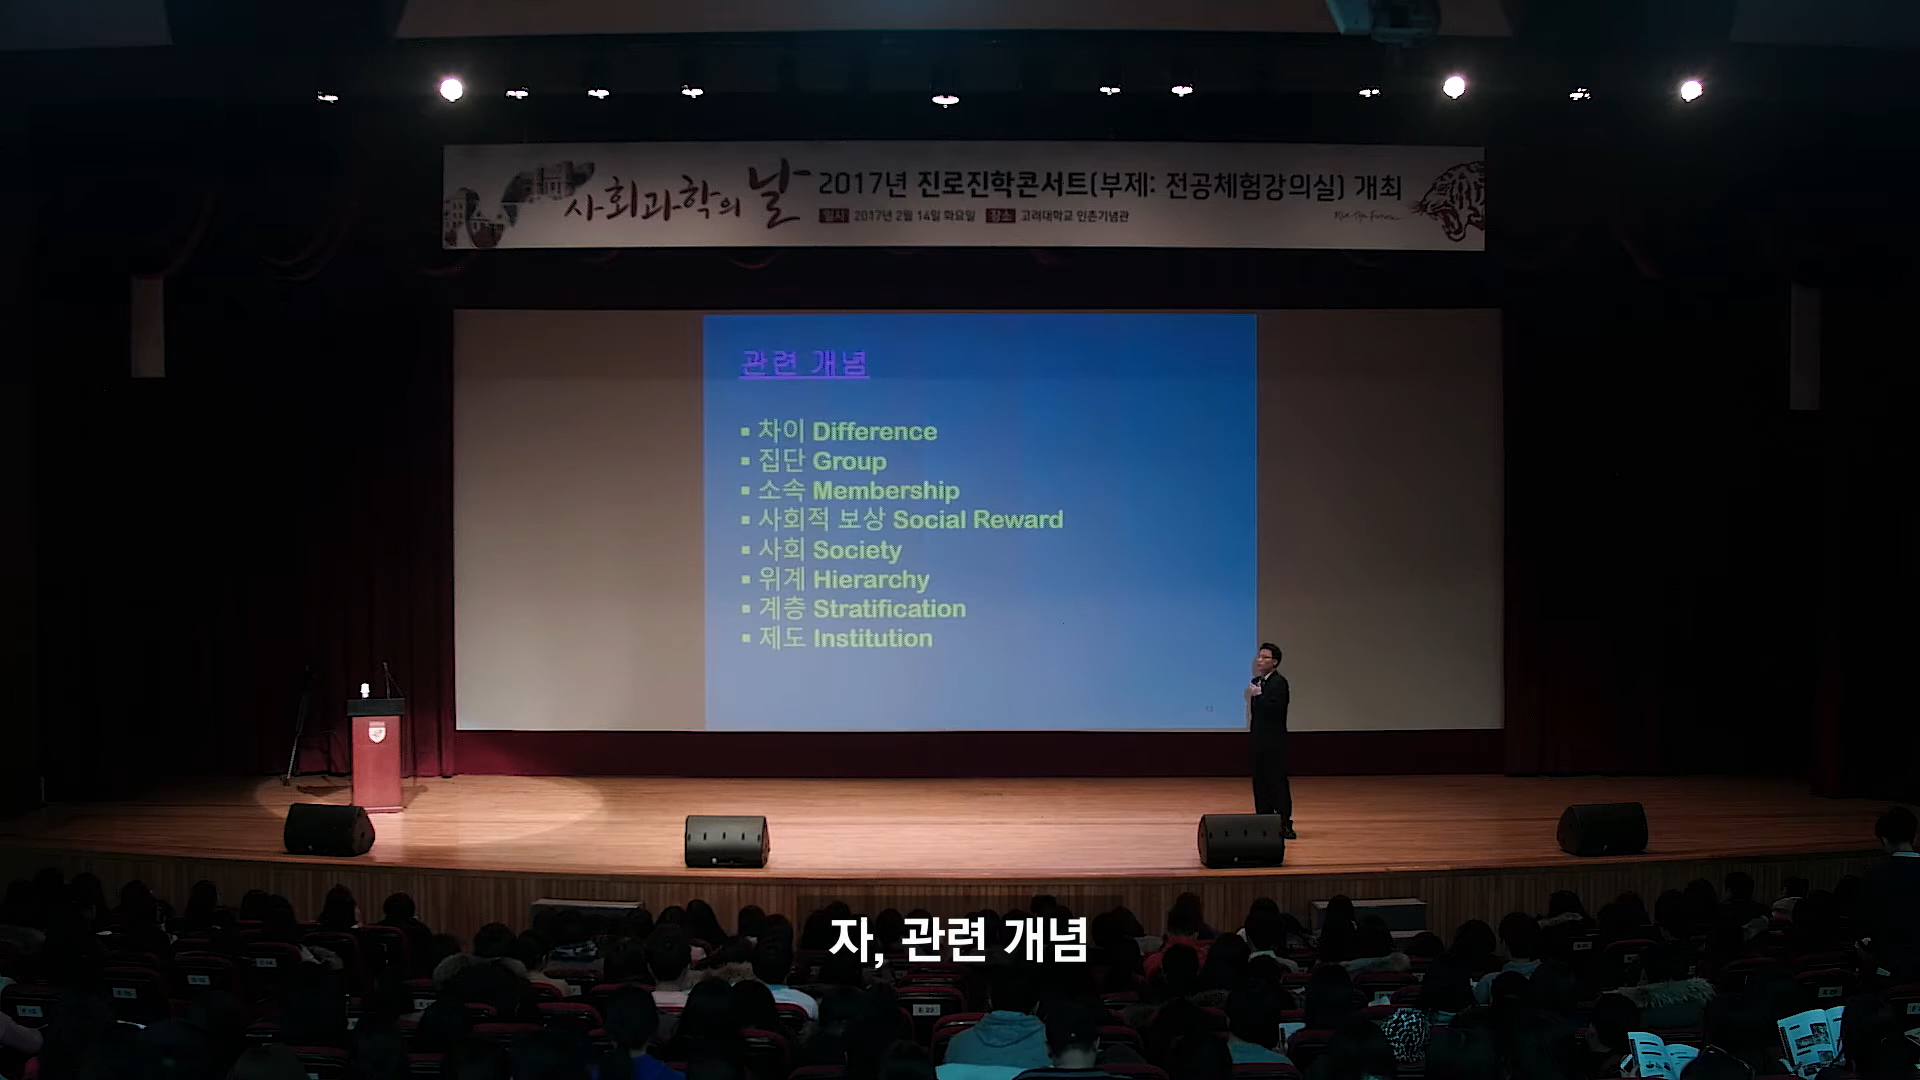 사회과학의 날 2017년 진로진학콘서트(부제: 전공체험강의실) 개최
일시 2017년 2월 14일 화요일 장소 고려대학교 인촌기념관
관련 개념
▪ 차이 Difference
▪ 집단 Group
▪ 소속 Membership
▪ 사회적 보상 Social Reward
▪ 사회 Society
▪ 위계 Hierarchy
▪ 계층 Stratification
▪ 제도 Institution
자, 관련 개념